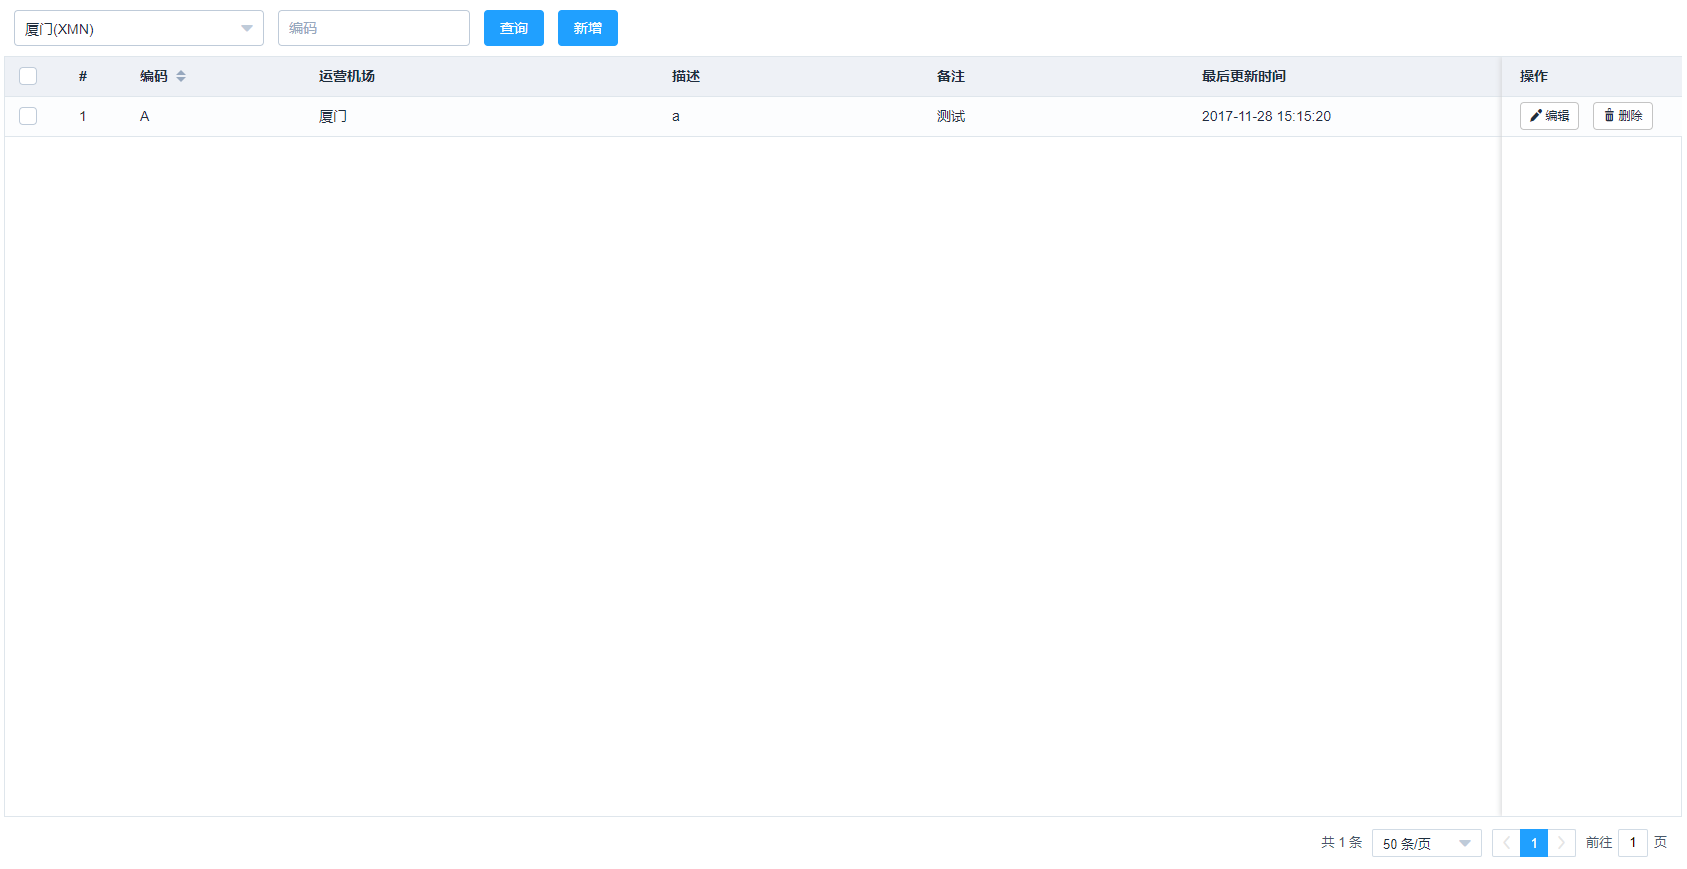 厦门(XMN) 编码 查询 新增
# 编码 运营机场 描述 备注 最后更新时间 操作
1 A 厦门 a 测试 2017-11-28 15:15:20 编辑 删除
共 1 条 50 条/页 1 前往 1 页